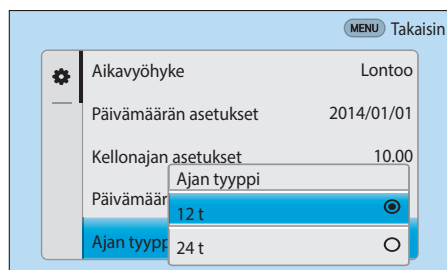 MENU Takaisin
Aikavyöhyke Lontoo
Päivämäärän asetukset 2014/01/01
Kellonajan asetukset 10.00
Ajan tyyppi
Päivämäär
12 t
Ajan tyypp
24 t